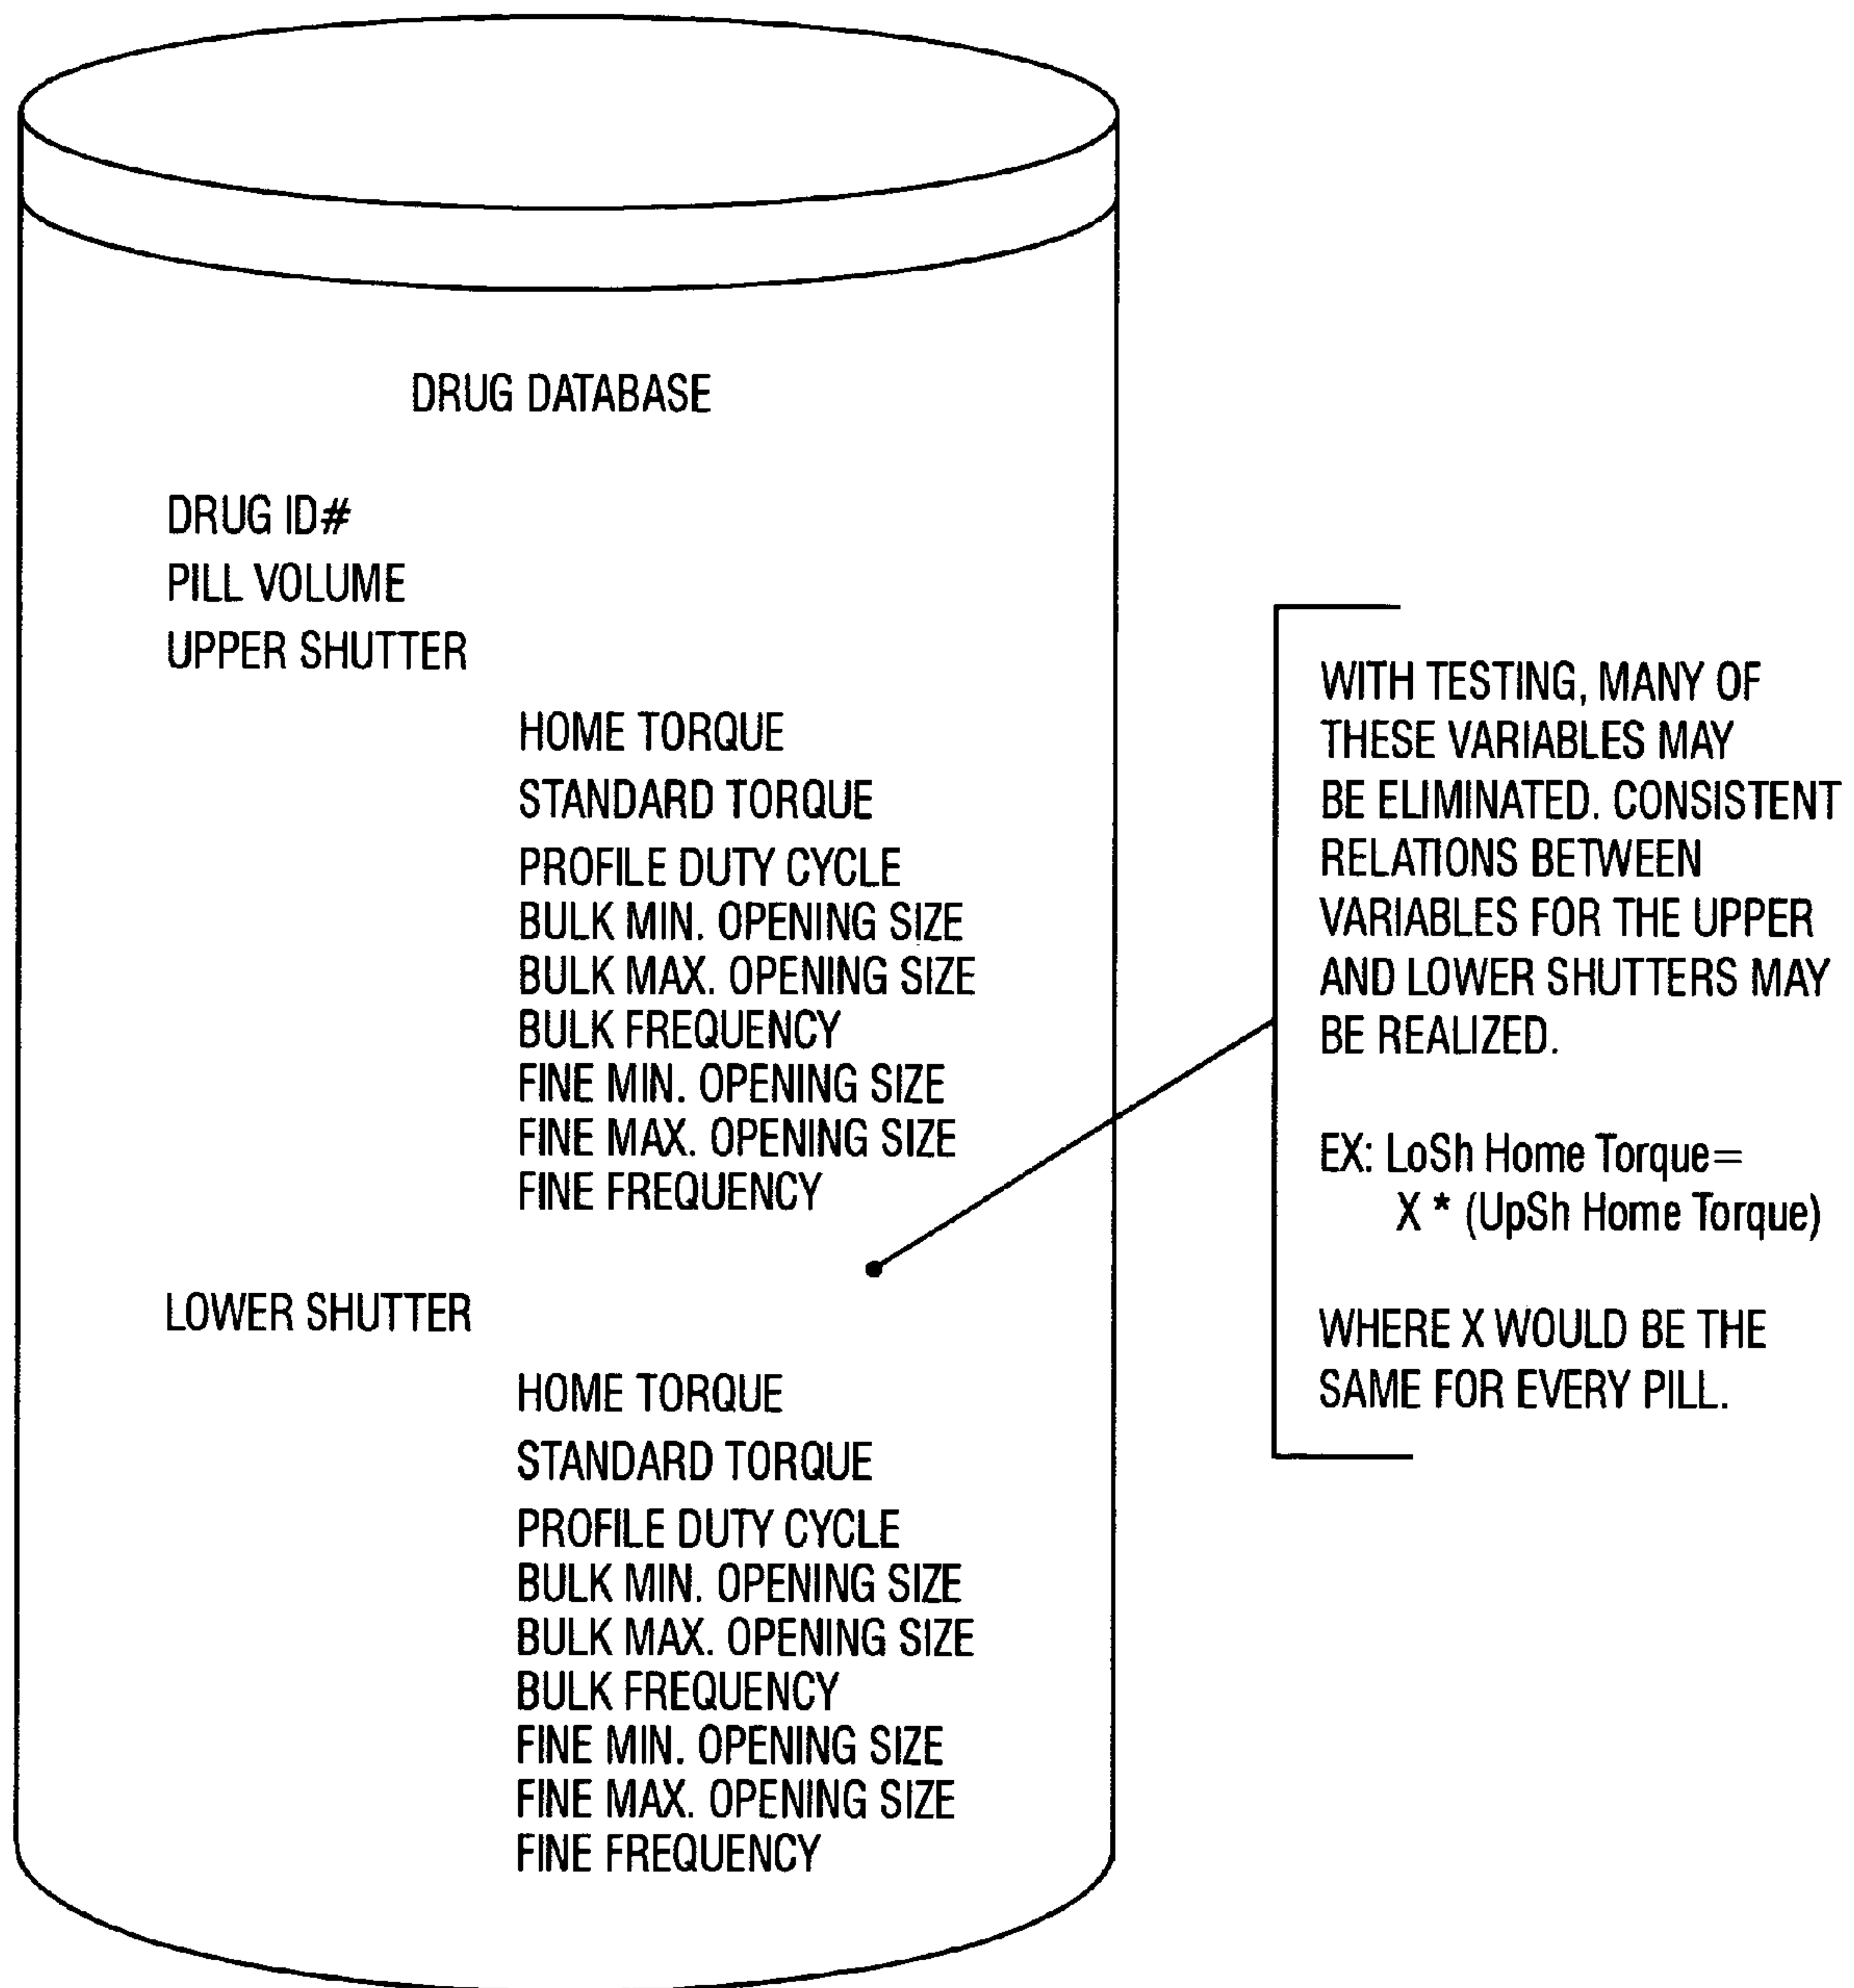 DRUG DATABASE
DRUG ID#
PILL VOLUME
UPPER SHUTTER
HOME TORQUE
STANDARD TORQUE
PROFILE DUTY CYCLE
BULK MIN. OPENING SIZE
BULK MAX. OPENING SIZE
BULK FREQUENCY
FINE MIN. OPENING SIZE
FINE MAX. OPENING SIZE
FINE FREQUENCY
LOWER SHUTTER
HOME TORQUE
STANDARD TORQUE
PROFILE DUTY CYCLE
BULK MIN. OPENING SIZE
BULK MAX. OPENING SIZE
BULK FREQUENCY
FINE MIN. OPENING SIZE
FINE MAX. OPENING SIZE
FINE FREQUENCY
WITH TESTING, MANY OF
THESE VARIABLES MAY
BE ELIMINATED. CONSISTENT
RELATIONS BETWEEN
VARIABLES FOR THE UPPER
AND LOWER SHUTTERS MAY
BE REALIZED.
EX: LoSh Home Torque=
X * (UpSh Home Torque)
WHERE X WOULD BE THE
SAME FOR EVERY PILL.